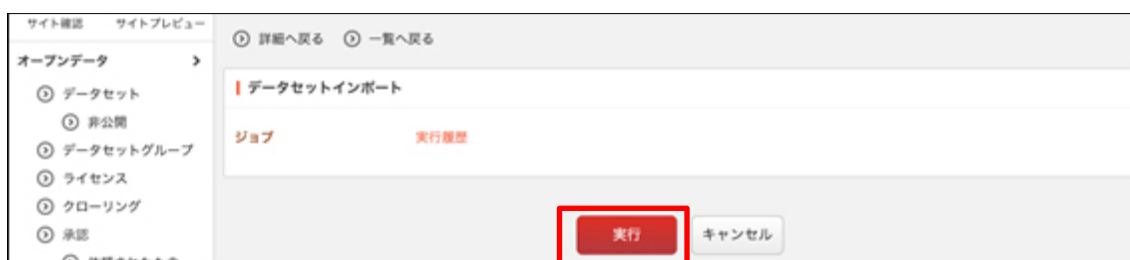 サイト確認 サイトプレビュー
オープンデータ
データセット
非公開
データセットグループ
ライセンス
クローリング
承認
詳細へ戻る 一覧へ戻る
データセットインポート
ジョブ 実行履歴
実行 キャンセル